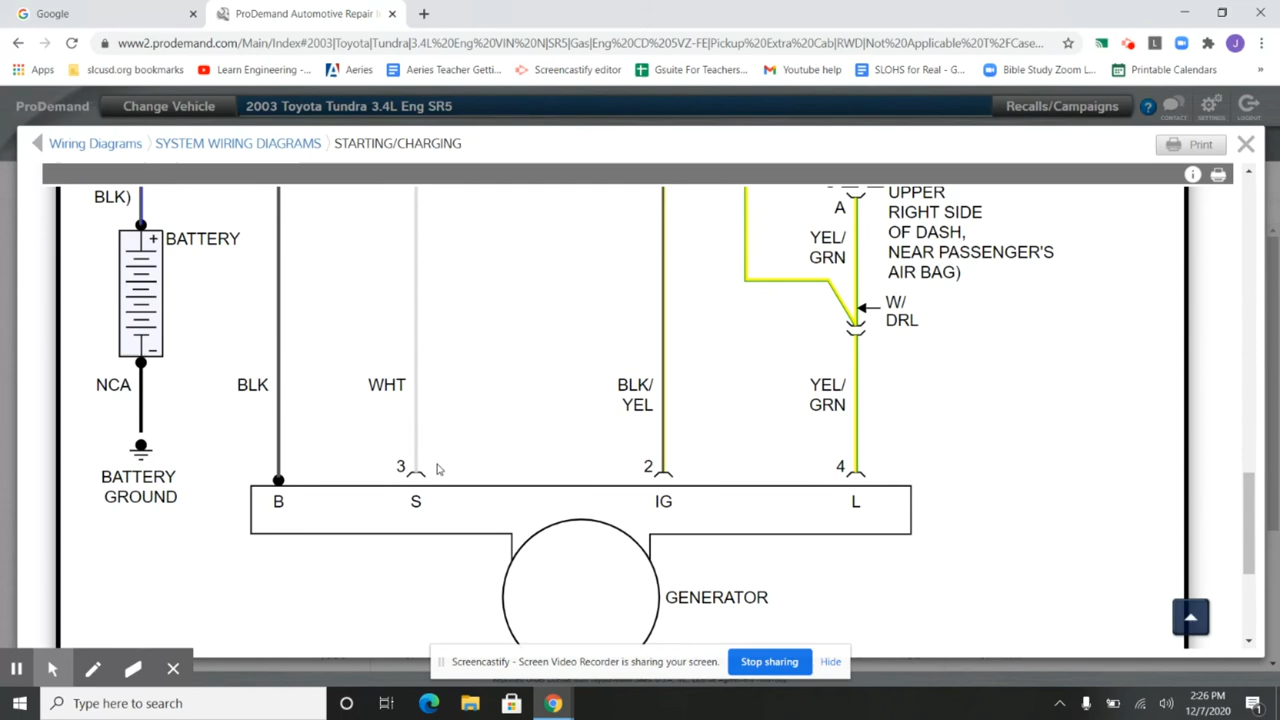 Google
ProDemand Automotive Repair I
www2.prodemand.com/Main/Index#2003|Toyota|Tundra|3.4L%20Eng%20VIN%20N|SR5|Gas|Eng%20CD%205VZ-FE|Pickup%20Extra%20Cab|RWD|Not%20Applicable%20T%2FCase...
Apps
slcusd.org bookmarks
Learn Engineering -...
Aeries
Aeries Teacher Getti...
Screencastify editor
Gsuite For Teachers...
Youtube help
SLOHS for Real - G...
Bible Study Zoom L...
Printable Calendars
»
ProDemand
Change Vehicle
2003 Toyota Tundra 3.4L Eng SR5
Recalls/Campaigns
?
CONTACT
SETTINGS
LOGOUT
Wiring Diagrams
SYSTEM WIRING DIAGRAMS
STARTING/CHARGING
Print
BLK)
+
BATTERY
-
NCA
BATTERY
GROUND
BLK
WHT
BLK/
YEL
A
YEL/
GRN
UPPER
RIGHT SIDE
OF DASH,
NEAR PASSENGER'S
AIR BAG)
W/
DRL
YEL/
GRN
3
2
4
B
S
IG
L
GENERATOR
Screencastify - Screen Video Recorder is sharing your screen.
Stop sharing
Hide
Type here to search
2:26 PM
12/7/2020
1